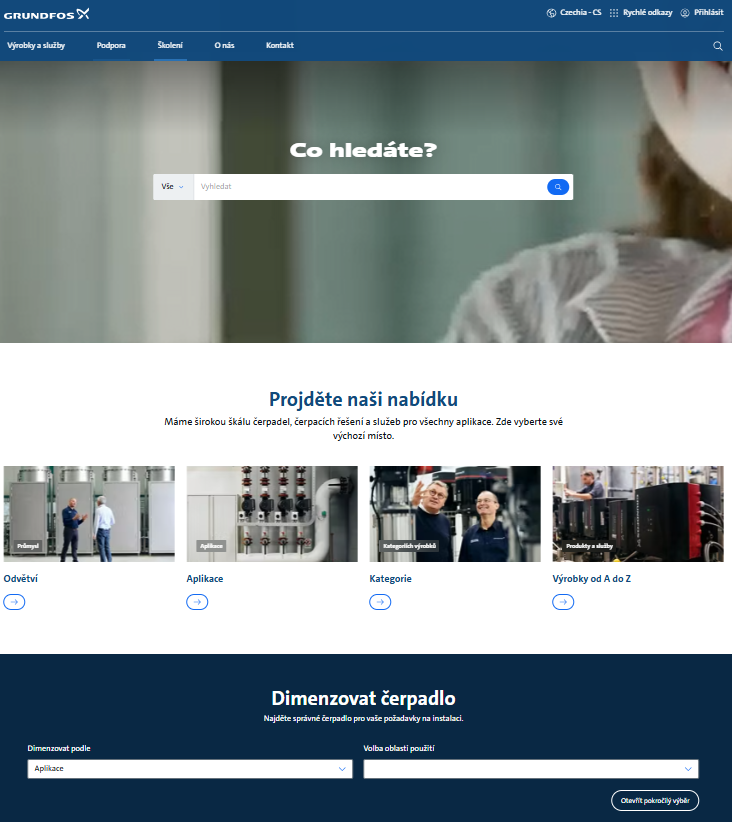 GRUNDFOS
Czechia - CS
Rychlé odkazy
Přihlásit
Výrobky a služby
Podpora
Školení
O nás
Kontakt
Co hledáte?
Vše
Vyhledat
Projděte naši nabídku
Máme širokou škálu čerpadel, čerpacích řešení a služeb pro všechny aplikace. Zde vyberte své
výchozí místo.
Průmysl
Aplikace
Kategoriích výrobků
Produkty a služby
Odvětví
Aplikace
Kategorie
Výrobky od A do Z
Dimenzovat čerpadlo
Najděte správné čerpadlo pro vaše požadavky na instalaci.
Dimenzovat podle
Volba oblasti použití
Aplikace
Otevřít pokročilý výběr